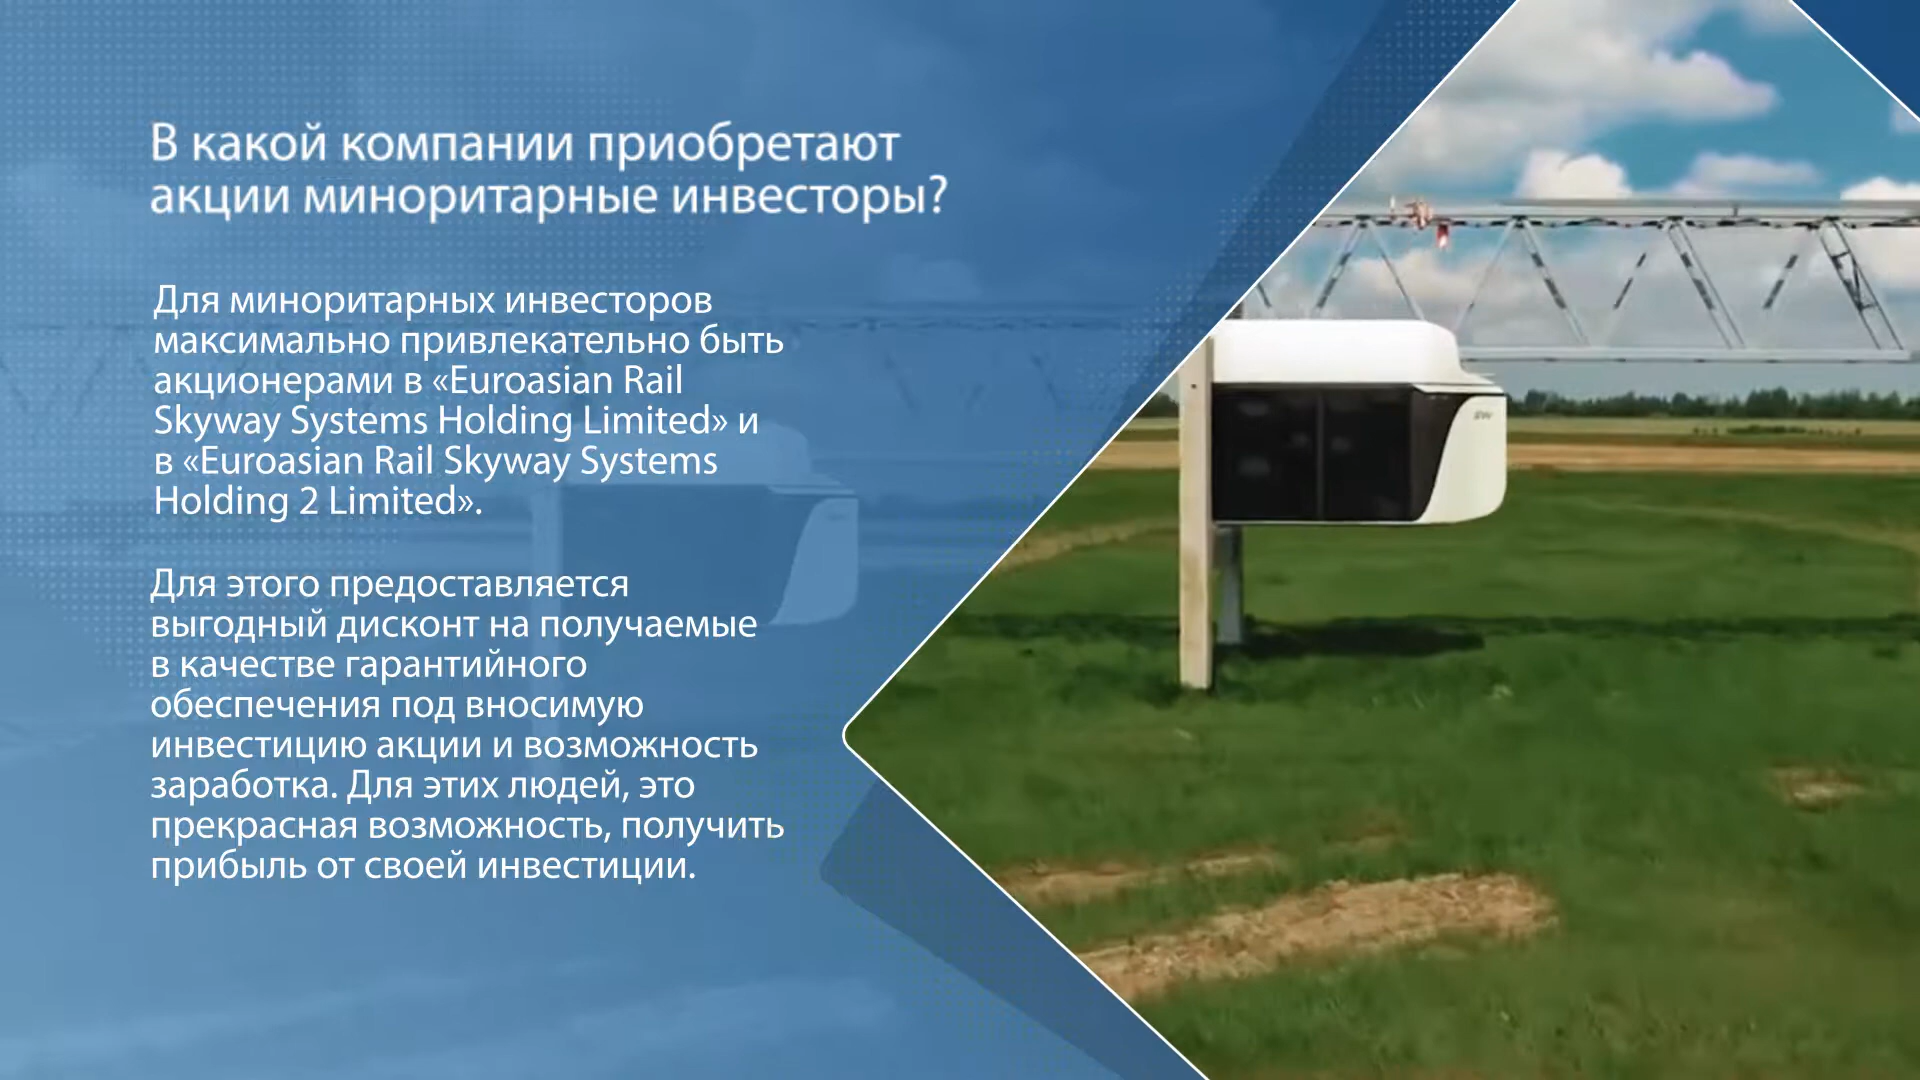 В какой компании приобретают
акции миноритарные инвесторы?
Для миноритарных инвесторов
максимально привлекательно быть
акционерами в «Euroasian Rail
Skyway Systems Holding Limited» и
в «Euroasian Rail Skyway Systems
Holding 2 Limited».
Для этого предоставляется
выгодный дисконт на получаемые
в качестве гарантийного
обеспечения под вносимую
инвестицию акции и возможность
заработка. Для этих людей, это
прекрасная возможность, получить
прибыль от своей инвестиции.